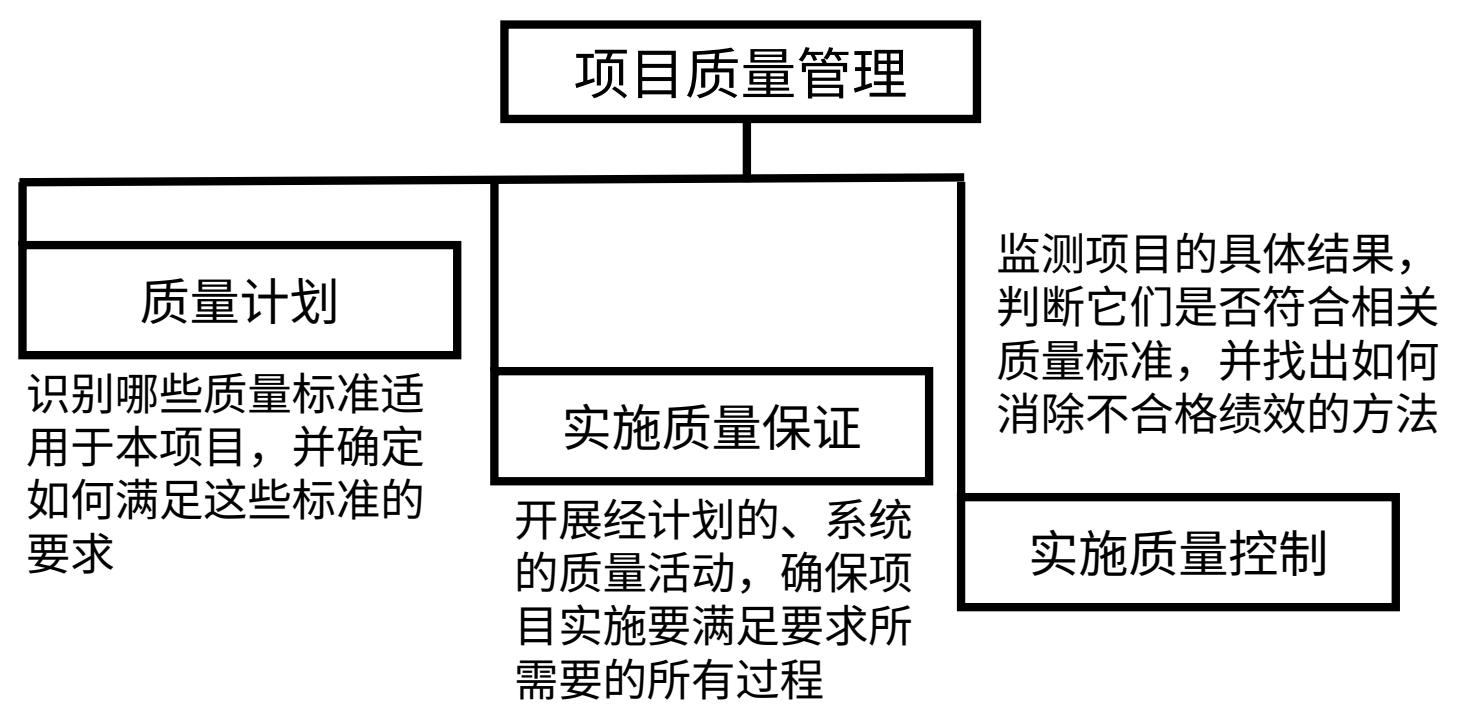 项目质量管理
质量计划
识别哪些质量标准适
用于本项目，并确定
如何满足这些标准的
要求
实施质量保证
开展经计划的、系统
的质量活动，确保项
目实施要满足要求所
需要的所有过程
监测项目的具体结果，
判断它们是否符合相关
质量标准，并找出如何
消除不合格绩效的方法
实施质量控制